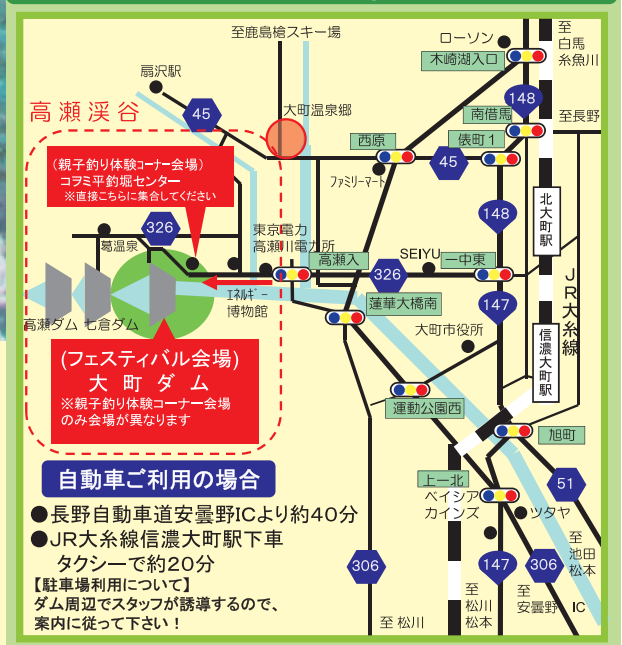 至鹿島槍スキー場
至
白馬
糸魚川
ローソン
木崎湖入口
扇沢駅
大町温泉郷
148
南借馬
至長野
高瀬渓谷
45
西原
俵町1
45
ファミリーマート
(親子釣り体験コーナー会場)
コヲミ平釣堀センター
※直接こちらに集合してください
北大町駅
148
326
葛温泉
東京電力
高瀬川電力所
高瀬入
SEIYU
一中東
326
エネルギー
博物館
蓮華大橋南
147
JR大糸線
高瀬ダム
七倉ダム
大町市役所
信濃大町駅
(フェスティバル会場)
大町ダム
※親子釣り体験コーナー会場
のみ会場が異なります
運動公園西
旭町
自動車ご利用の場合
上一北
ベイシア
カインズ
51
ツタヤ
●長野自動車道安曇野ICより約40分
●JR大糸線信濃大町駅下車
タクシーで約20分
至
池田
松本
306
147
306
【駐車場利用について】
ダム周辺でスタッフが誘導するので、
案内に従って下さい!
至 松川
至
松川
松本
至
安曇野 IC